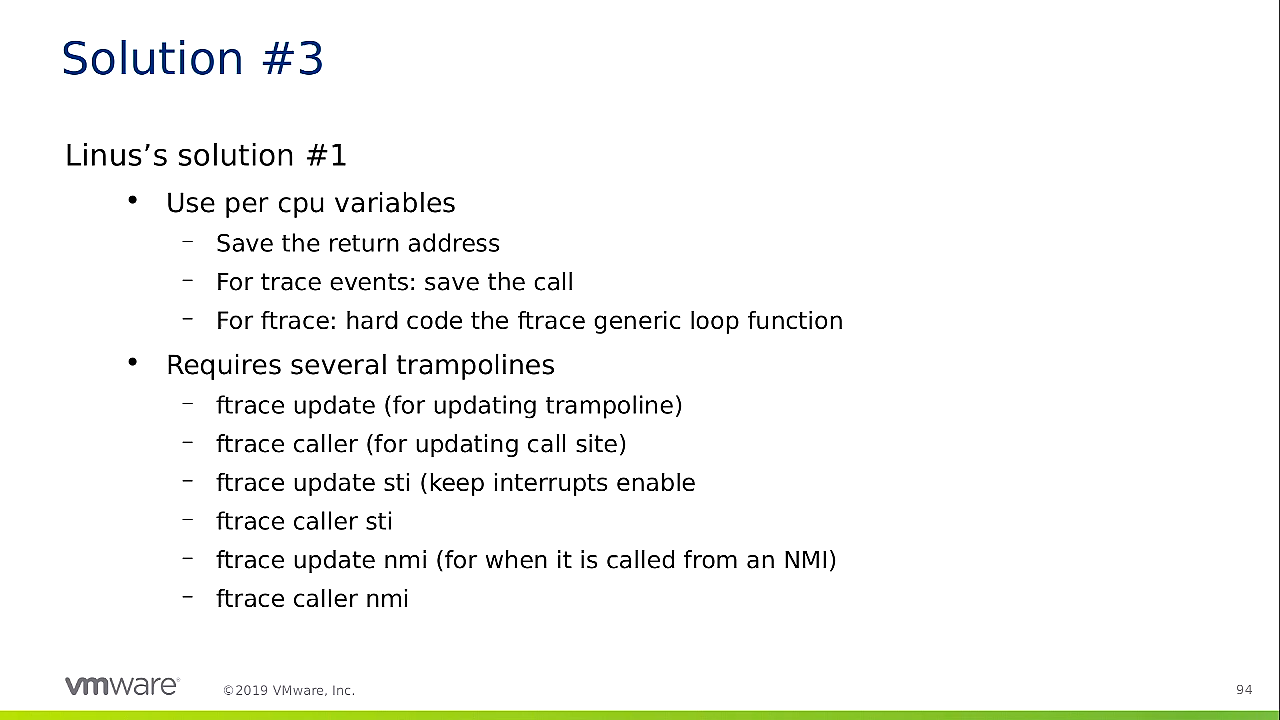 Solution #3
Linus’s solution #1
• Use per cpu variables
– Save the return address
– For trace events: save the call
– For ftrace: hard code the ftrace generic loop function
• Requires several trampolines
– ftrace update (for updating trampoline)
– ftrace caller (for updating call site)
– ftrace update sti (keep interrupts enable
– ftrace caller sti
– ftrace update nmi (for when it is called from an NMI)
– ftrace caller nmi
vmware ©2019 VMware, Inc. 94